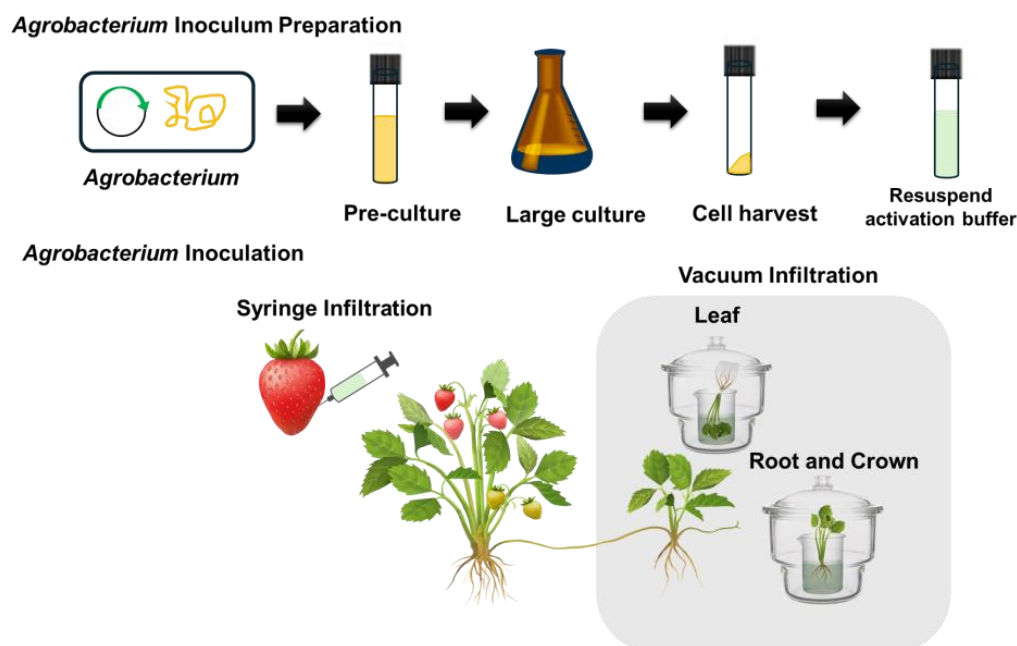 Agrobacterium Inoculum Preparation
Agrobacterium
Pre-culture
Large culture
Cell harvest
Resuspend
activation buffer
Agrobacterium Inoculation
Syringe Infiltration
Vacuum Infiltration
Leaf
Root and Crown